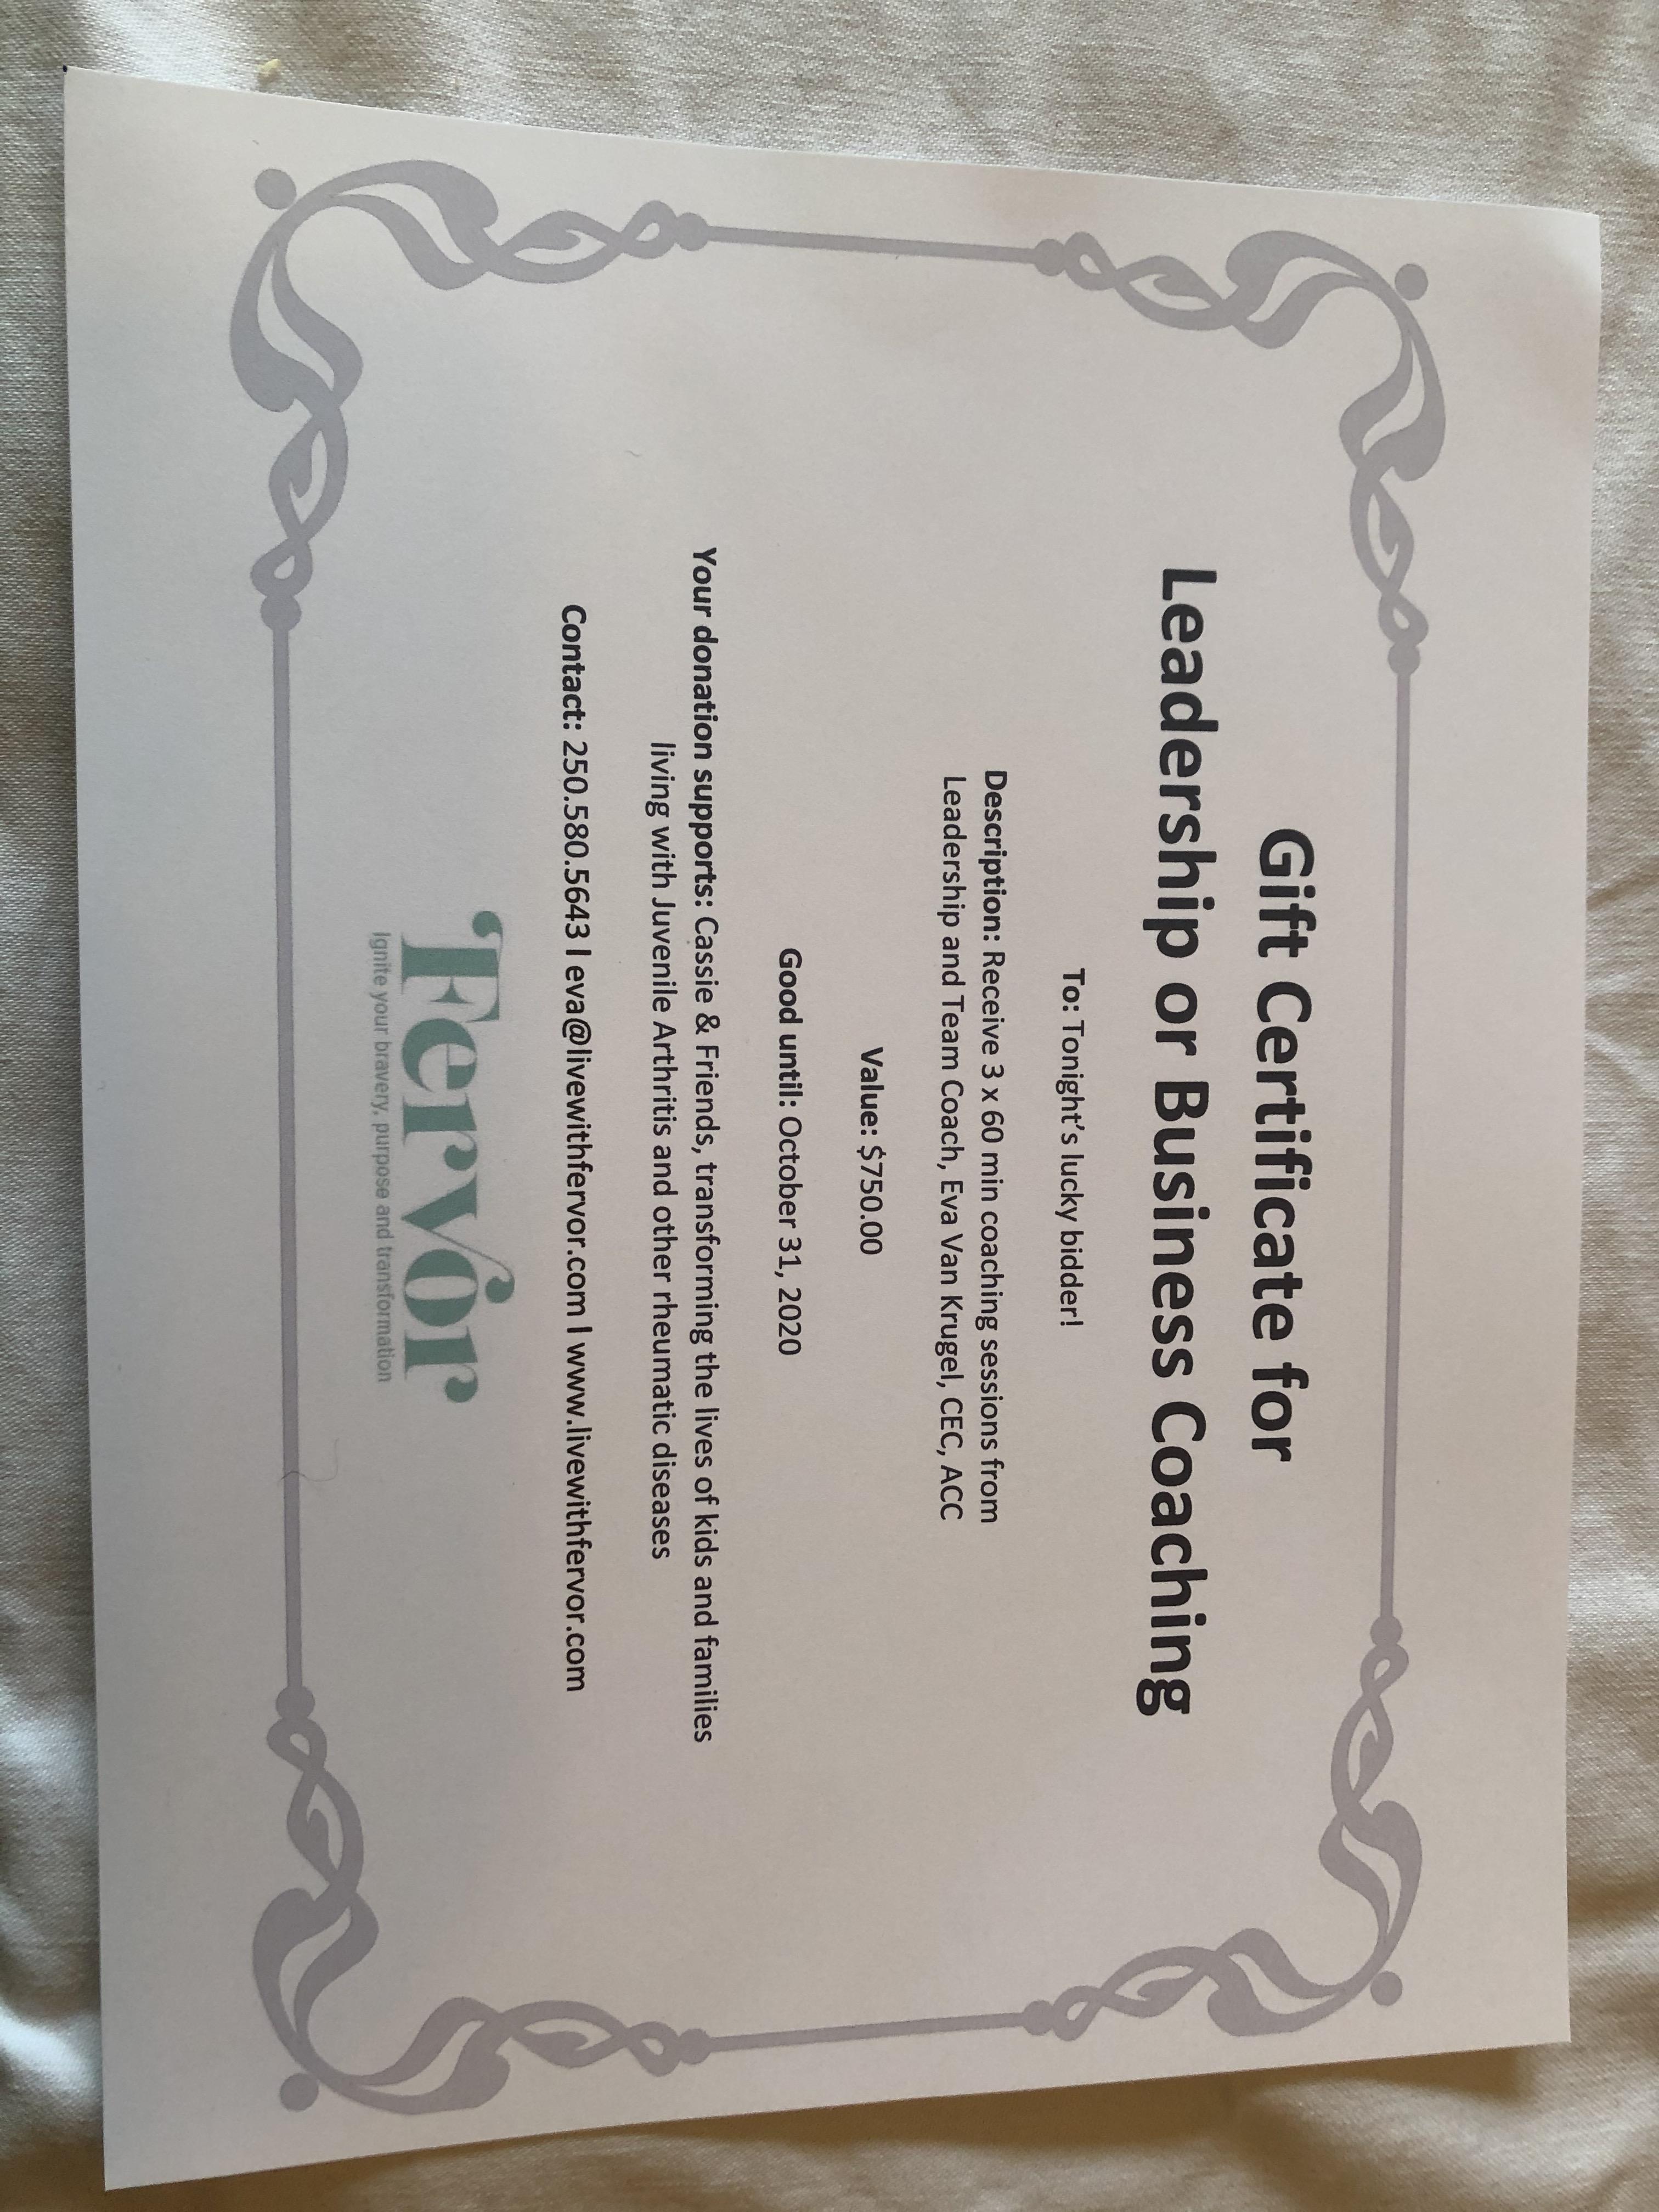 Gift Certificate for
Leadership or Business Coaching
To: Tonight's lucky bidder!
Description: Receive 3 x 60 min coaching sessions from
Leadership and Team Coach, Eva Van Krugel, CEC, ACC
Value: $750.00
Good until: October 31, 2020
Your donation supports: Cassie & Friends, transforming the lives of kids and families
living with Juvenile Arthritis and other rheumatic diseases
Contact: 250.580.5643 I eva@livewithfervor.com I www.livewithfervor.com
Fervor
Ignite your bravery, purpose and transformation